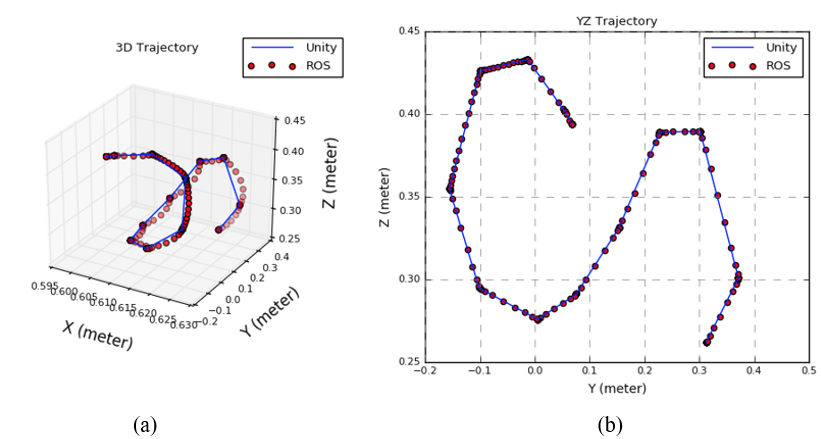 3D Trajectory
Unity
ROS
0.45
0.40
0.35
0.30
0.25
Z (meter)
0.595
0.600
0.605
0.610
0.615
0.620
0.625
0.630
X (meter)
−0.2
−0.1
0.0
0.1
0.2
0.3
0.4
Y (meter)
(a)
YZ Trajectory
Unity
ROS
0.45
0.40
0.35
0.30
0.25
Z (meter)
−0.2
−0.1
0.0
0.1
0.2
0.3
0.4
0.5
Y (meter)
(b)